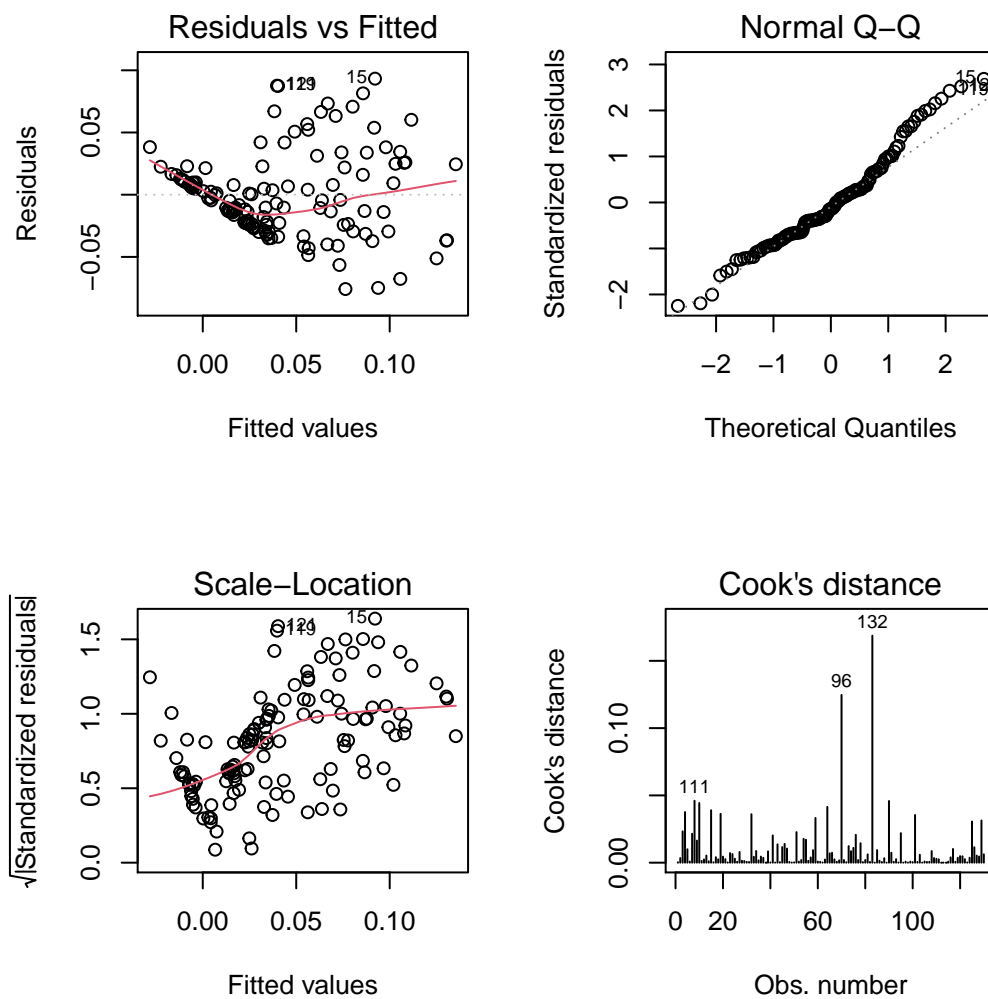 Residuals vs Fitted
Residuals
−0.05
0.05
0.00
0.05
0.10
Fitted values
15
Normal Q−Q
Standardized residuals
−2
0
1
2
3
−2
−1
0
1
2
Theoretical Quantiles
15
Scale−Location
√|Standardized residuals|
0.0
0.5
1.0
1.5
0.00
0.05
0.10
Fitted values
15
Cook's distance
Cook's distance
0.00
0.10
0
20
60
100
Obs. number
132
96
111